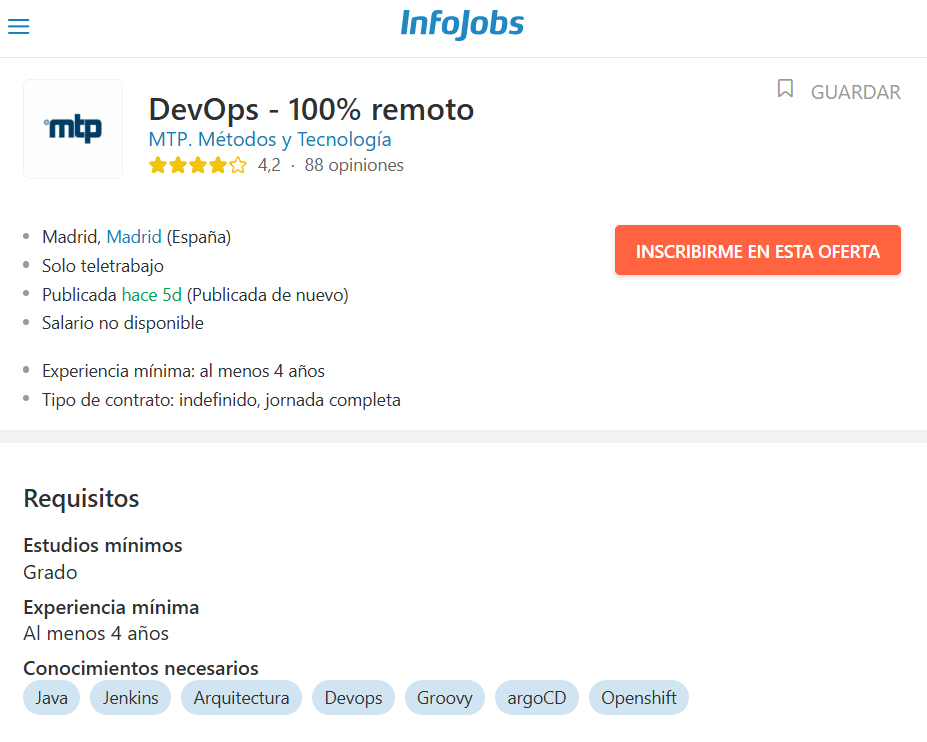 InfoJobs
mtp
DevOps - 100% remoto
GUARDAR
MTP. Métodos y Tecnología
4,2 · 88 opiniones
Madrid, Madrid (España)
INSCRIBIRME EN ESTA OFERTA
Solo teletrabajo
Publicada hace 5d (Publicada de nuevo)
Salario no disponible
Experiencia mínima: al menos 4 años
Tipo de contrato: indefinido, jornada completa
Requisitos
Estudios mínimos
Grado
Experiencia mínima
Al menos 4 años
Conocimientos necesarios
Java Jenkins Arquitectura Devops Groovy argoCD Openshift